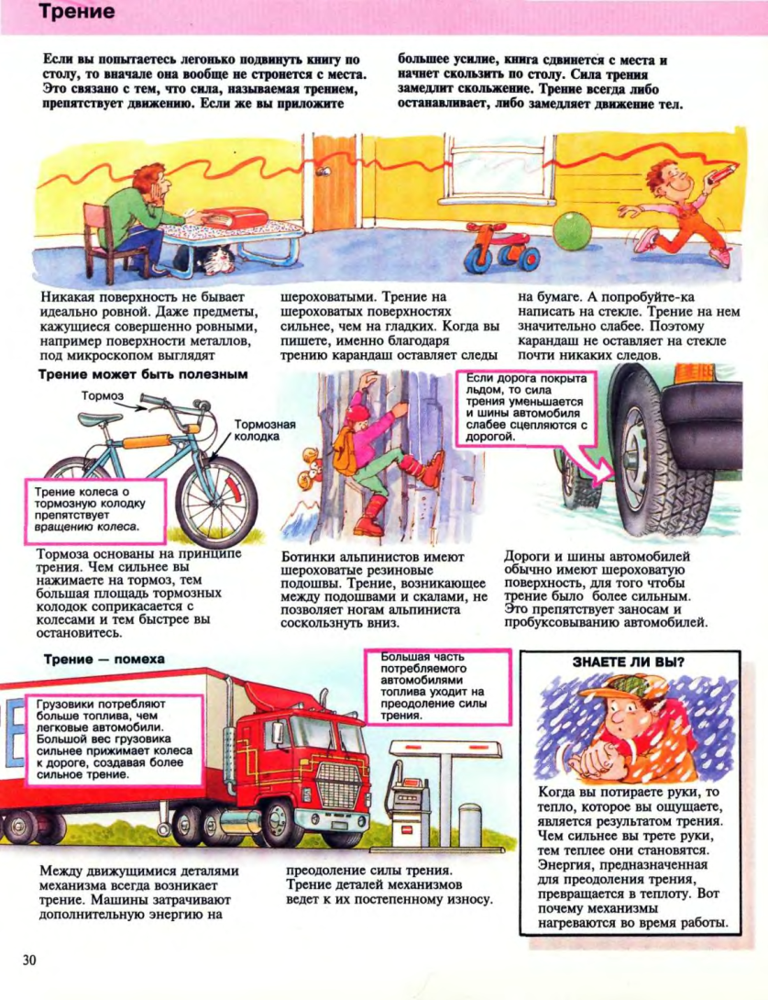 Трение
Если вы попытаетесь легонько подвинуть книгу по
столу, то вначале она вообще не стронется с места.
Это связано с тем, что сила, называемая трением,
препятствует движению. Если же вы приложите
большее усилие, книга сдвинется с места и
начнет скользить по столу. Сила трения
замедлит скольжение. Трение всегда либо
останавливает, либо замедляет движение тел.
Никакая поверхность не бывает
идеально ровной. Даже предметы,
кажущиеся совершенно ровными,
например поверхности металлов,
под микроскопом выглядят
шероховатыми. Трение на
шероховатых поверхностях
сильнее, чем на гладких. Когда вы
пишете, именно благодаря
трению карандаш оставляет следы
на бумаге. А попробуйте-ка
написать на стекле. Трение на нем
значительно слабее. Поэтому
карандаш не оставляет на стекле
почти никаких следов.
Трение может быть полезным
Тормоз
Тормозная
колодка
Трение колеса о
тормозную колодку
препятствует
вращению колеса.
Тормоза основаны на принципе
трения. Чем сильнее вы
нажимаете на тормоз, тем
большая площадь тормозных
колодок соприкасается с
колесами и тем быстрее вы
остановитесь.
Ботинки альпинистов имеют
шероховатые резиновые
подошвы. Трение, возникающее
между подошвами и скалами, не
позволяет ногам альпиниста
соскользнуть вниз.
Если дорога покрыта
льдом, то сила
трения уменьшается
и шины автомобиля
слабее сцепляются с
дорогой.
Дороги и шины автомобилей
обычно имеют шероховатую
поверхность, для того чтобы
трение было более сильным.
Это препятствует заносам и
пробуксовыванию автомобилей.
Трение — помеха
Грузовики потребляют
больше топлива, чем
легковые автомобили.
Большой вес грузовика
сильнее прижимает колеса
к дороге, создавая более
сильное трение.
Большая часть
потребляемого
автомобилями
топлива уходит на
преодоление силы
трения.
Между движущимися деталями
механизма всегда возникает
трение. Машины затрачивают
дополнительную энергию на
преодоление силы трения.
Трение деталей механизмов
ведет к их постепенному износу.
ЗНАЕТЕ ЛИ ВЫ?
Когда вы потираете руки, то
тепло, которое вы ощущаете,
является результатом трения.
Чем сильнее вы трете руки,
тем теплее они становятся.
Энергия, предназначенная
для преодоления трения,
превращается в теплоту. Вот
почему механизмы
нагреваются во время работы.
30